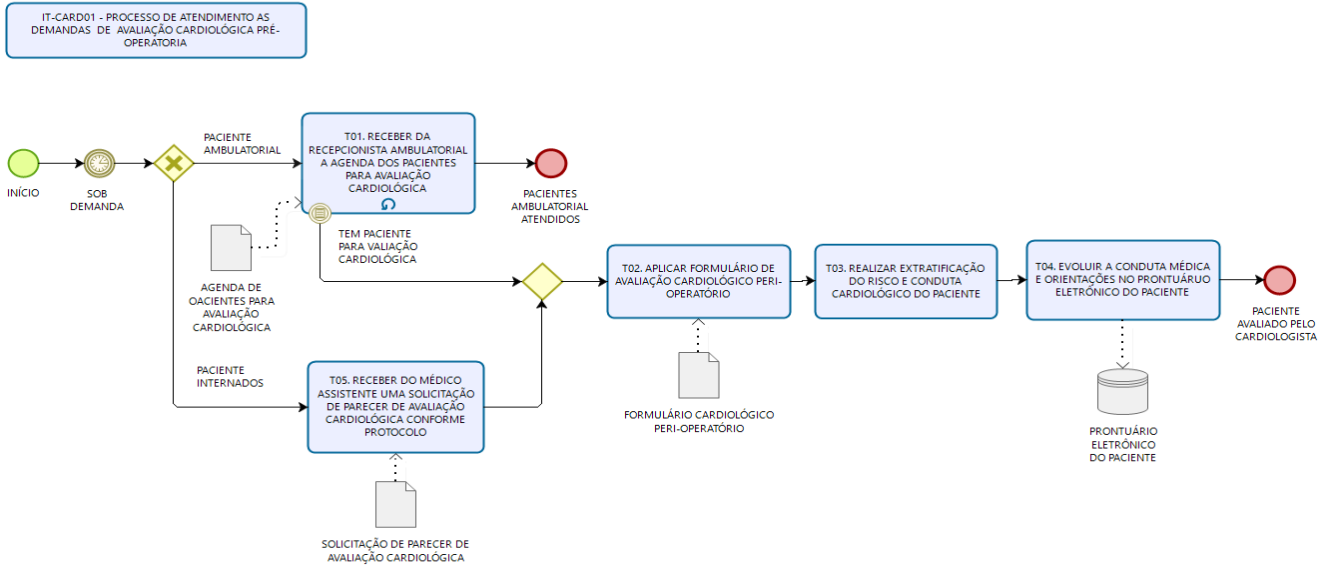 IT-CARD01 - PROCESSO DE ATENDIMENTO AS
DEMANDAS DE AVALIAÇÃO CARDIOLÓGICA PRÉ-
OPERATORIA
INÍCIO
SOB
DEMANDA
PACIENTE
AMBULATORIAL
T01. RECEBER DA
RECEPCIONISTA AMBULATORIAL
A AGENDA DOS PACIENTES
PARA AVALIAÇÃO
CARDIOLÓGICA
PACIENTES
AMBULATORIAL
ATENDIDOS
TEM PACIENTE
PARA VALIAÇÃO
CARDIOLÓGICA
AGENDA DE
OACIENTES PARA
AVALIAÇÃO
CARDIOLÓGICA
PACIENTE
INTERNADOS
T05. RECEBER DO MÉDICO
ASSISTENTE UMA SOLICITAÇÃO
DE PARECER DE AVALIAÇÃO
CARDIOLÓGICA CONFORME
PROTOCOLO
SOLICITAÇÃO DE PARECER DE
AVALIAÇÃO CARDIOLÓGICA
T02. APLICAR FORMULÁRIO DE
AVALIAÇÃO CARDIOLÓGICO PERI-
OPERATÓRIO
FORMULÁRIO CARDIOLÓGICO
PERI-OPERATÓRIO
T03. REALIZAR EXTRATIFICAÇÃO
DO RISCO E CONDUTA
CARDIOLÓGICO DO PACIENTE
T04. EVOLUIR A CONDUTA MÉDICA
E ORIENTAÇÕES NO PRONTUÁRUO
ELETRÔNICO DO PACIENTE
PRONTUÁRIO
ELETRÔNICO
DO PACIENTE
PACIENTE
AVALIADO PELO
CARDIOLOGISTA